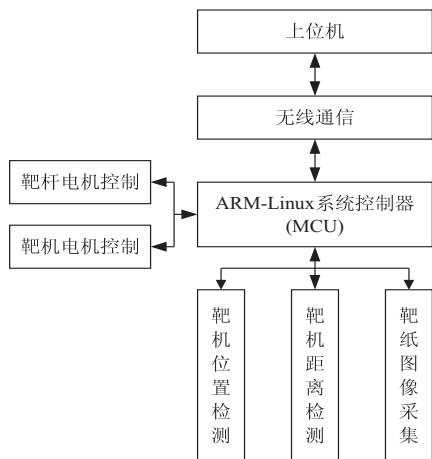 上位机
无线通信
靶杆电机控制
靶机电机控制
ARM-Linux系统控制器
(MCU)
靶机位置检测
靶机距离检测
靶纸图像采集